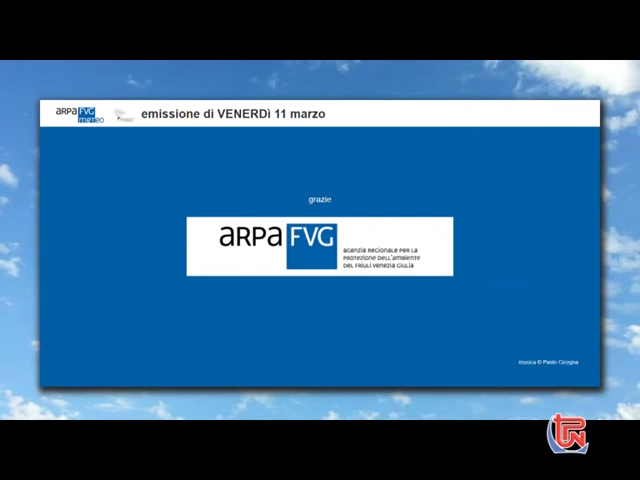 arpa FVG
meteo
emissione di VENERDì 11 marzo
grazie
arpa FVG
agenzia regionale per la
protezione dell'ambiente
del friuli venezia giulia
musica © Paolo Cicogna
TPN